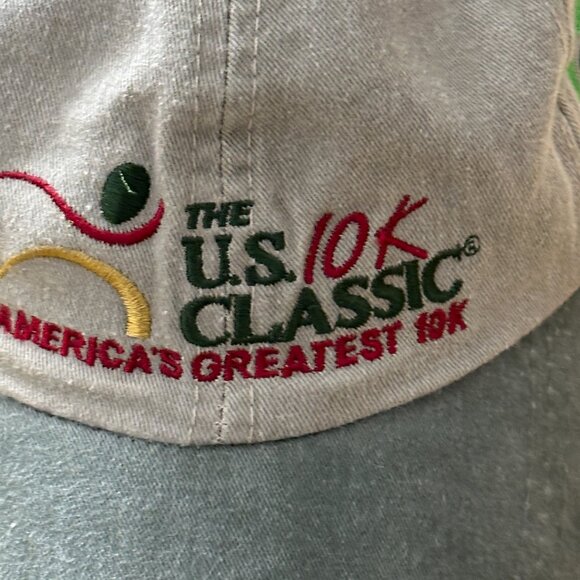 THE
U.S. 10K
CLASSIC®
AMERICA'S GREATEST 10K